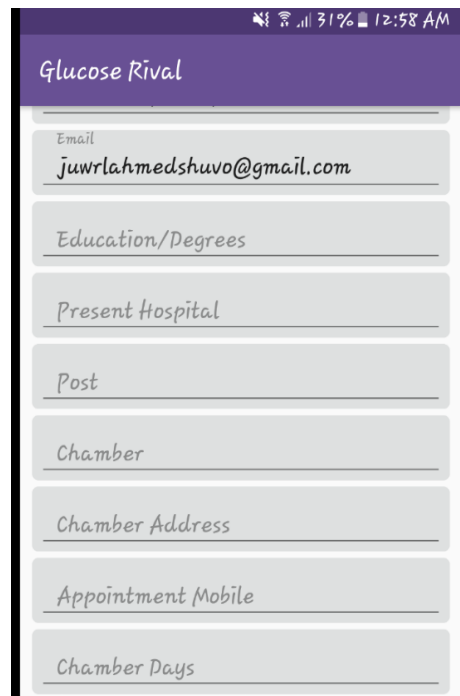 31% 12:58 AM
Glucose Rival
Email
juwrlahmedshuvo@gmail.com
Education/Degrees
Present Hospital
Post
Chamber
Chamber Address
Appointment Mobile
Chamber Days